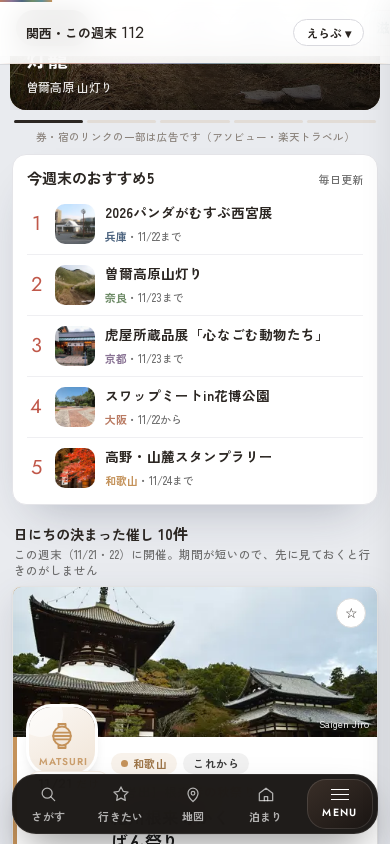 関西・この週末 112
えらぶ ▾
曽爾高原 山灯り
券・宿のリンクの一部は広告です（アソビュー・楽天トラベル）
今週末のおすすめ5
毎日更新
1
2026パンダがむすぶ西宮展
兵庫・11/22まで
2
曽爾高原山灯り
奈良・11/23まで
3
虎屋所蔵品展「心なごむ動物たち」
京都・11/23まで
4
スワップミートin花博公園
大阪・11/22から
5
高野・山麓スタンプラリー
和歌山・11/24まで
日にちの決まった催し 10件
この週末（11/21・22）に開催。期間が短いので、先に見ておくと行
きのがしません
☆
Saigen Jiro
MATSURI
和歌山
これから
さがす
行きたい
地図
泊まり
MENU
げん祭り